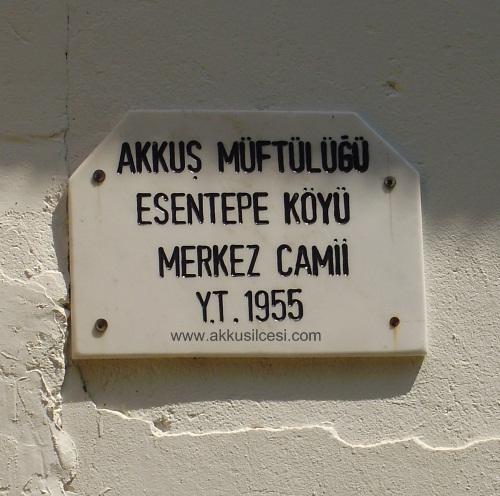 AKKUŞ MÜFTÜLÜĞÜ
ESENTEPE KÖYÜ
MERKEZ CAMİİ
Y.T. 1955
www.akkusilcesi.com